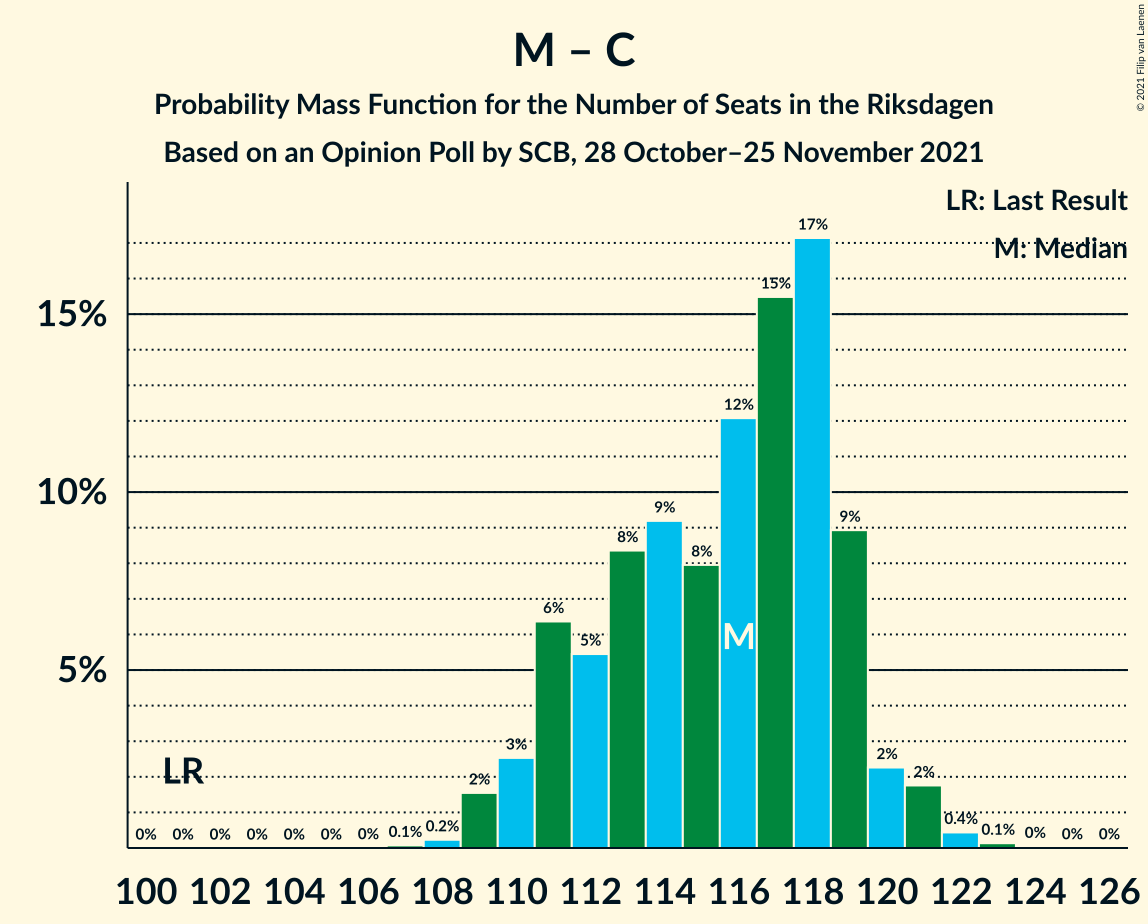 M – C
Probability Mass Function for the Number of Seats in the Riksdagen
Based on an Opinion Poll by SCB, 28 October–25 November 2021
© 2021 Filip van Laenen
LR: Last Result
M: Median
15%
10%
5%
17%
15%
12%
9%
9%
8%
8%
6%
5%
M
3%
2%
2%
2%
LR
0% 0% 0% 0% 0% 0% 0% 0.1% 0.2% 0.4% 0.1% 0% 0% 0%
100 102 104 106 108 110 112 114 116 118 120 122 124 126